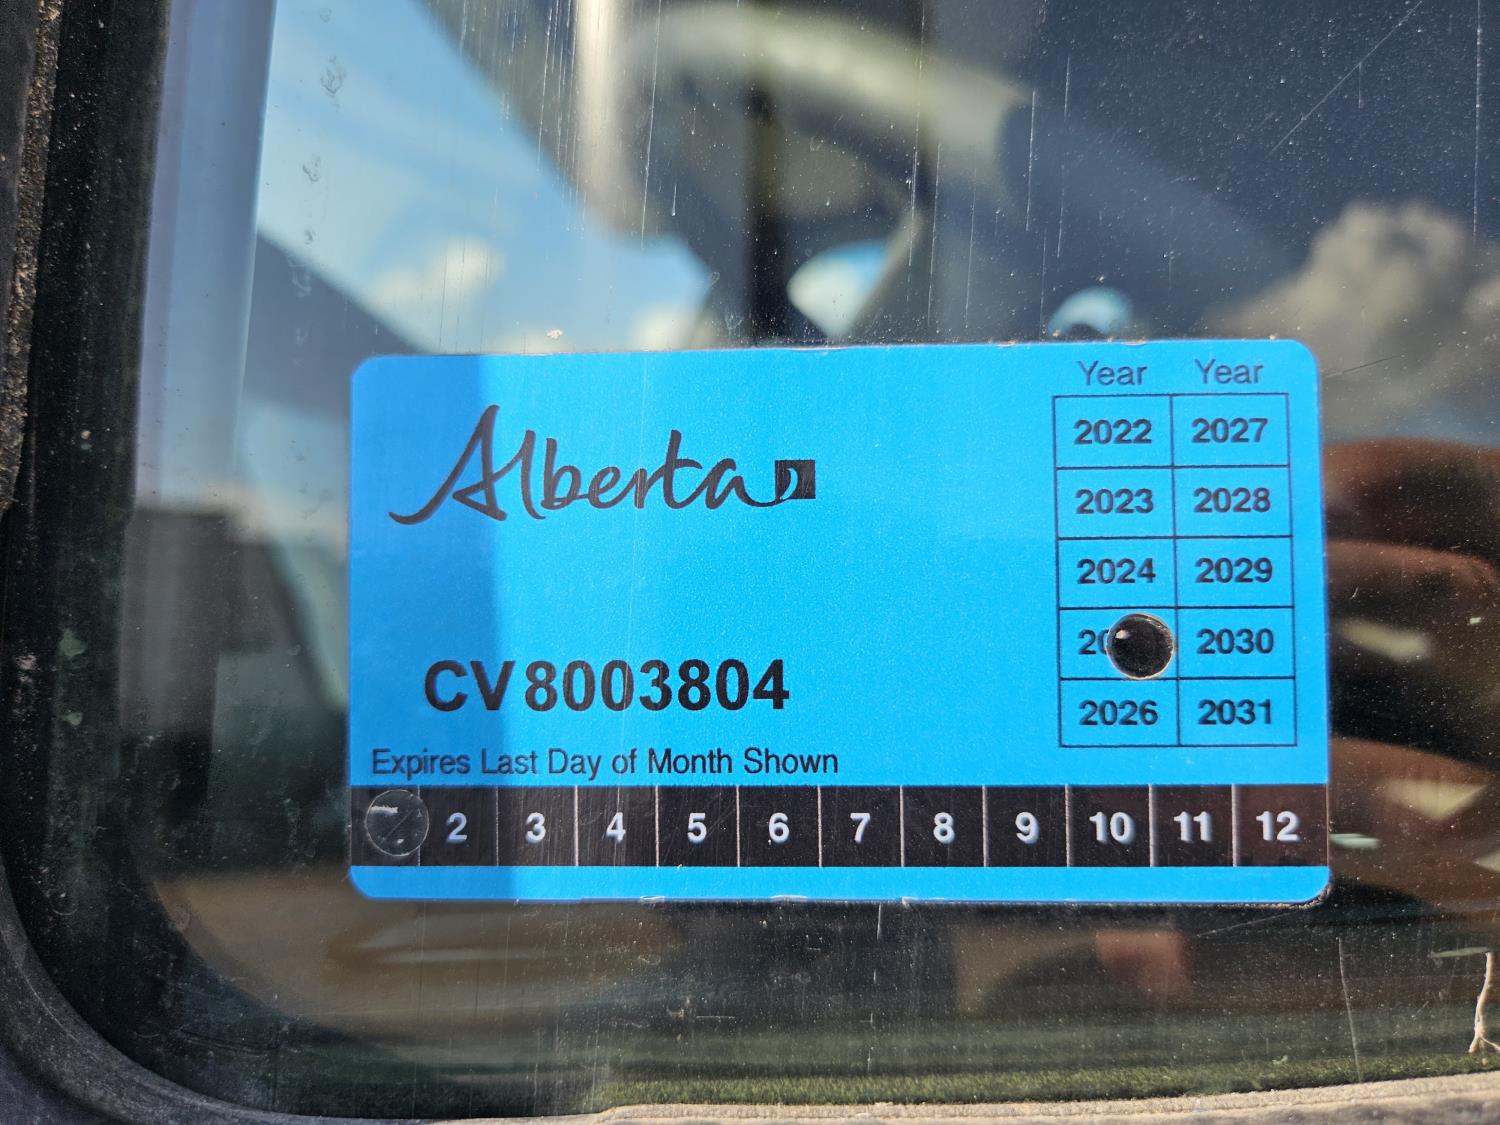 Alberta
Year Year
2022 2027
2023 2028
2024 2029
20 2030
2026 2031
CV8003804
Expires Last Day of Month Shown
2 3 4 5 6 7 8 9 10 11 12